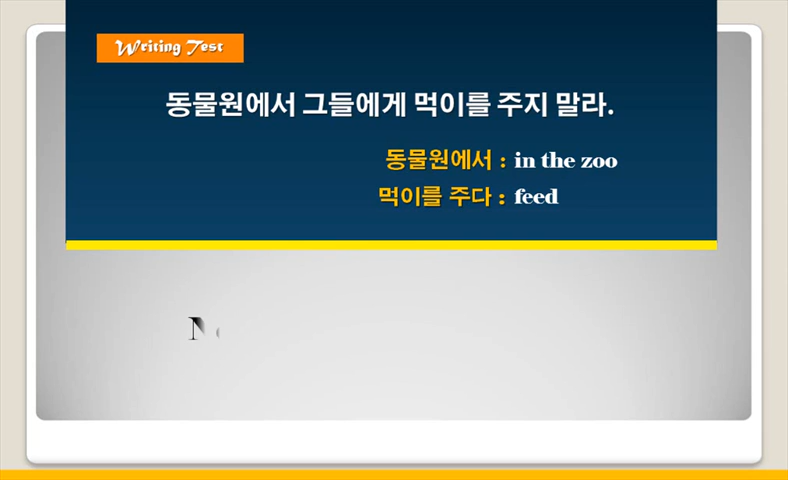 Writing Test
동물원에서 그들에게 먹이를 주지 말라.
동물원에서 : in the zoo
먹이를 주다 : feed